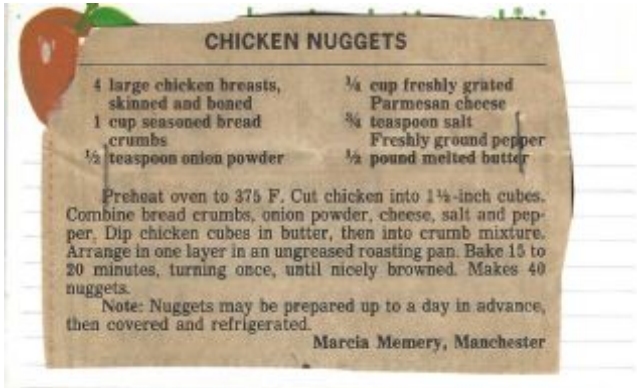 CHICKEN NUGGETS
4 large chicken breasts,
skinned and boned
1 cup seasoned bread
crumbs
½ teaspoon onion powder
¼ cup freshly grated
Parmesan cheese
¾ teaspoon salt
Freshly ground pepper
½ pound melted butter
Preheat oven to 375 F. Cut chicken into 1½-inch cubes.
Combine bread crumbs, onion powder, cheese, salt and pep-
per. Dip chicken cubes in butter, then into crumb mixture.
Arrange in one layer in an ungreased roasting pan. Bake 15 to
20 minutes, turning once, until nicely browned. Makes 40
nuggets.
Note: Nuggets may be prepared up to a day in advance,
then covered and refrigerated.
Marcia Memery, Manchester